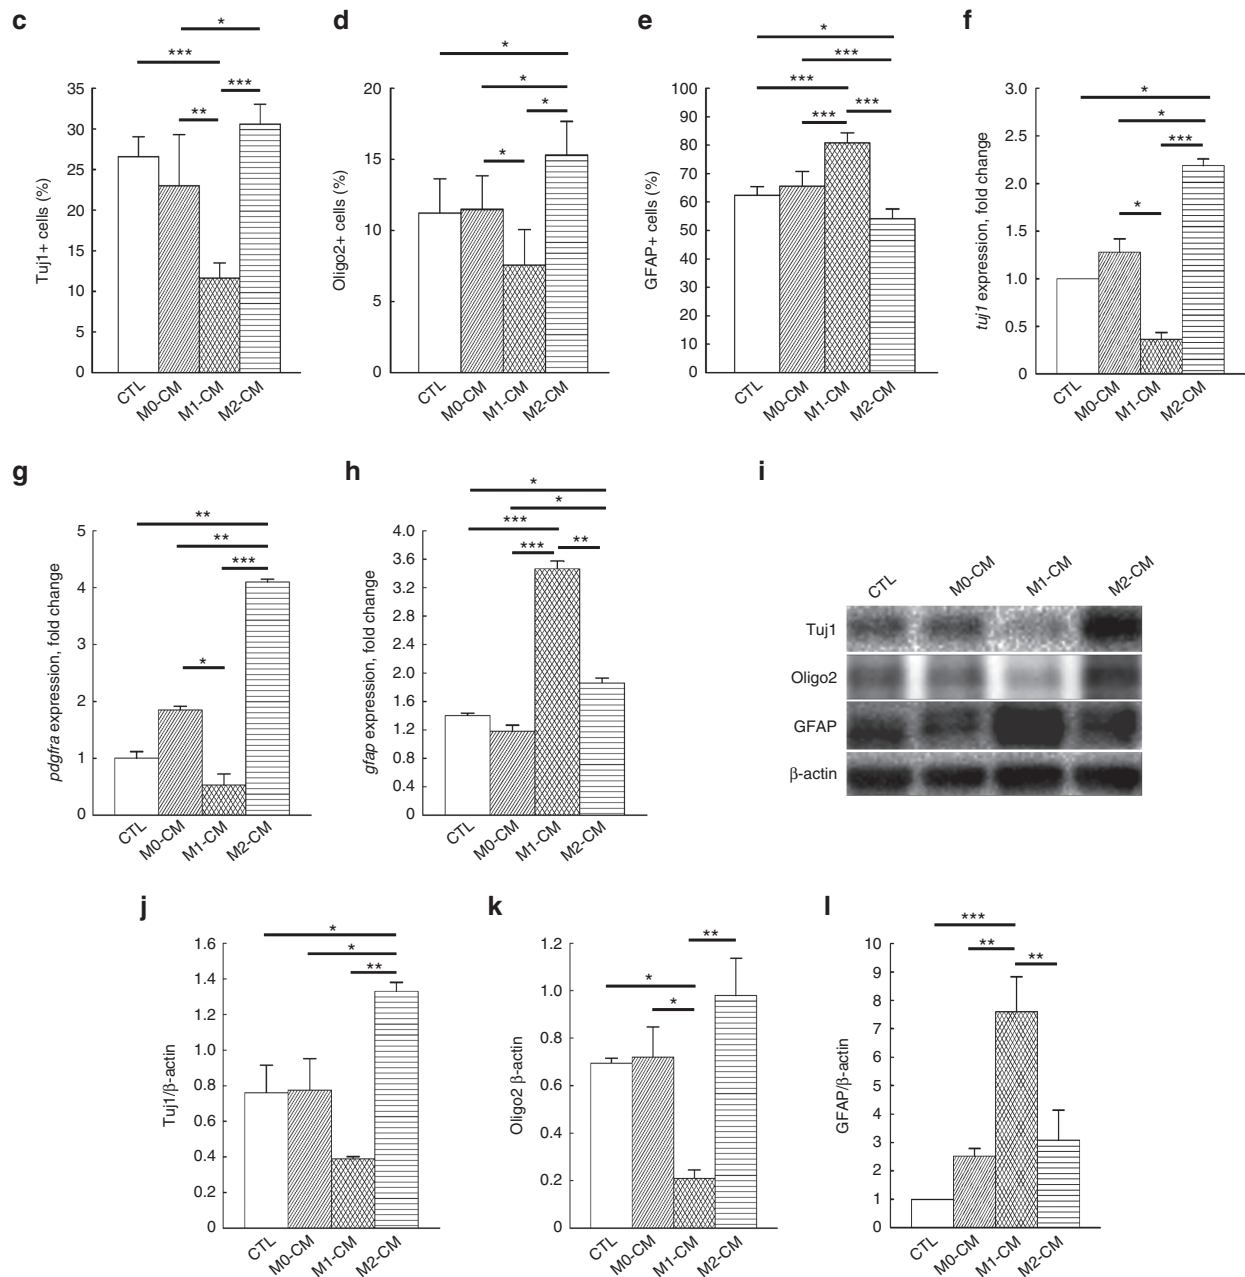 c
*
***
***
**
Tuj1+ cells (%)
35
30
25
20
15
10
5
0
CTL
M0-CM
M1-CM
M2-CM
d
*
*
*
*
Oligo2+ cells (%)
20
15
10
5
0
CTL
M0-CM
M1-CM
M2-CM
e
*
***
***
***
***
GFAP+ cells (%)
100
90
80
70
60
50
40
30
20
10
0
CTL
M0-CM
M1-CM
M2-CM
f
*
*
***
*
tuj1 expression, fold change
3.0
2.5
2.0
1.5
1.0
0.5
0
CTL
M0-CM
M1-CM
M2-CM
g
**
**
***
*
pdgfra expression, fold change
5
4
3
2
1
0
CTL
M0-CM
M1-CM
M2-CM
h
*
*
***
***
**
gfap expression, fold change
4.0
3.6
2.8
2.4
2.0
1.6
1.2
0.8
0.4
0
CTL
M0-CM
M1-CM
M2-CM
i
CTL
M0-CM
M1-CM
M2-CM
Tuj1
Oligo2
GFAP
β-actin
j
*
*
**
Tuj1/β-actin
1.6
1.4
1.2
1.0
0.8
0.6
0.4
0.2
0
CTL
M0-CM
M1-CM
M2-CM
k
**
*
*
Oligo2 β-actin
1.2
1.0
0.8
0.6
0.4
0.2
0
CTL
M0-CM
M1-CM
M2-CM
l
***
**
**
GFAP/β-actin
10
9
8
7
6
5
4
3
2
1
0
CTL
M0-CM
M1-CM
M2-CM